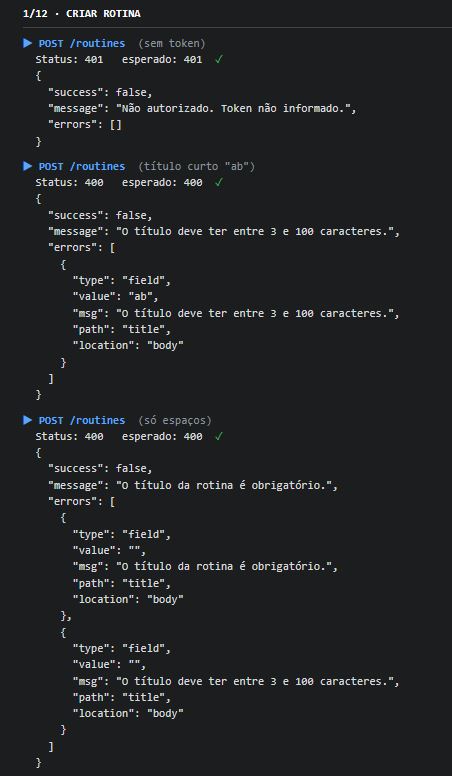 1/12 · CRIAR ROTINA
▶ POST /routines (sem token)
Status: 401 esperado: 401 ✓
{
"success": false,
"message": "Não autorizado. Token não informado.",
"errors": []
}
▶ POST /routines (título curto "ab")
Status: 400 esperado: 400 ✓
{
"success": false,
"message": "O título deve ter entre 3 e 100 caracteres.",
"errors": [
{
"type": "field",
"value": "ab",
"msg": "O título deve ter entre 3 e 100 caracteres.",
"path": "title",
"location": "body"
}
]
}
▶ POST /routines (só espaços)
Status: 400 esperado: 400 ✓
{
"success": false,
"message": "O título da rotina é obrigatório.",
"errors": [
{
"type": "field",
"value": "",
"msg": "O título da rotina é obrigatório.",
"path": "title",
"location": "body"
},
{
"type": "field",
"value": "",
"msg": "O título deve ter entre 3 e 100 caracteres.",
"path": "title",
"location": "body"
}
]
}